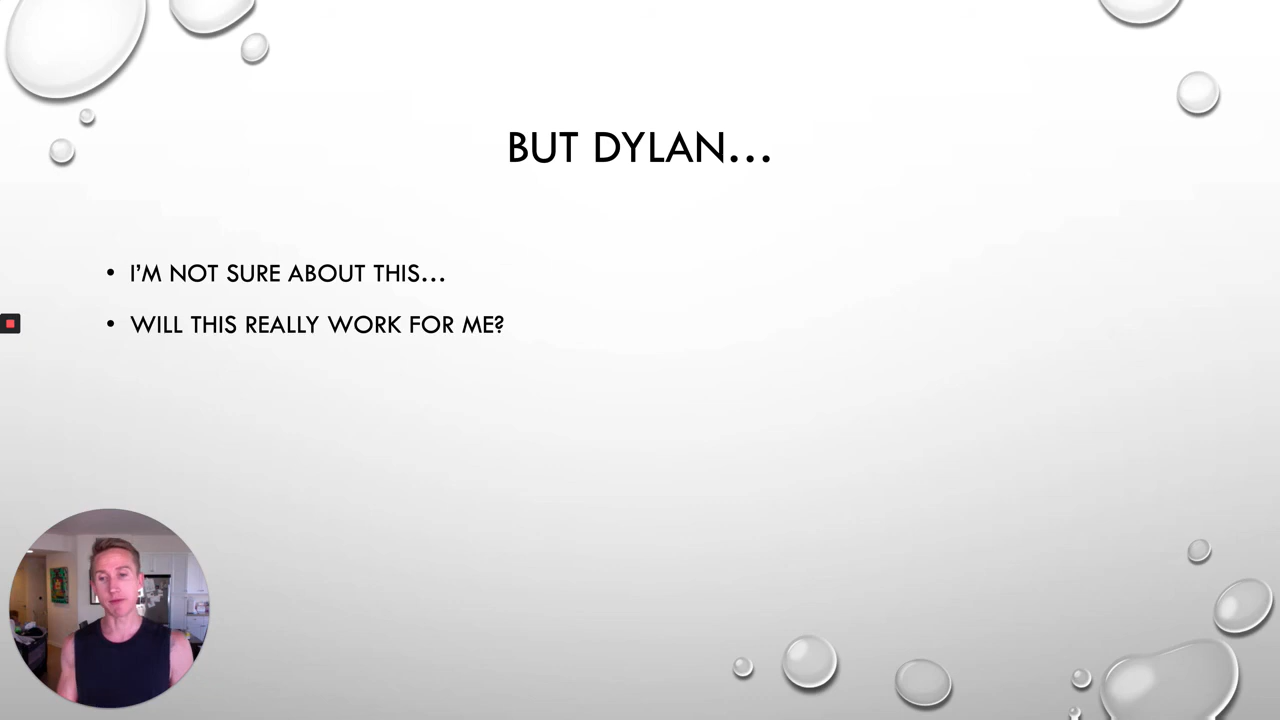 BUT DYLAN…
• I’M NOT SURE ABOUT THIS…
• WILL THIS REALLY WORK FOR ME?